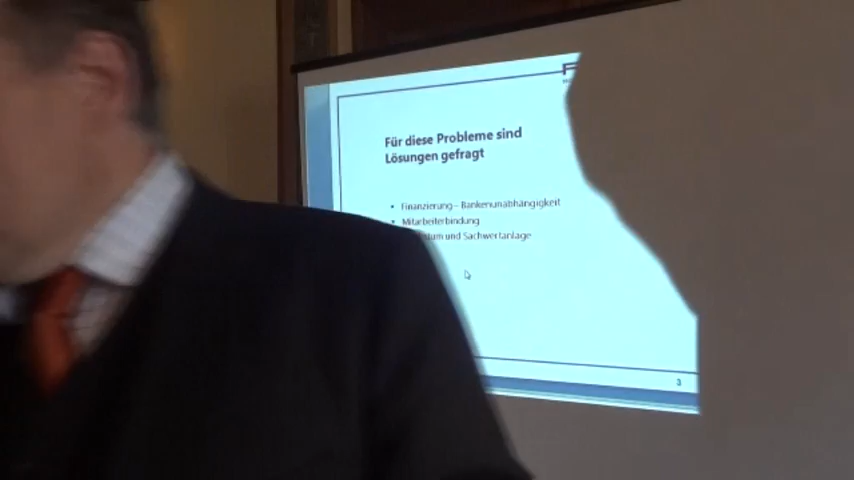 Für diese Probleme sind
Lösungen gefragt
• Finanzierung – Bankenunabhängigkeit
• Mitarbeiterbindung
und Sachwertanlage
3